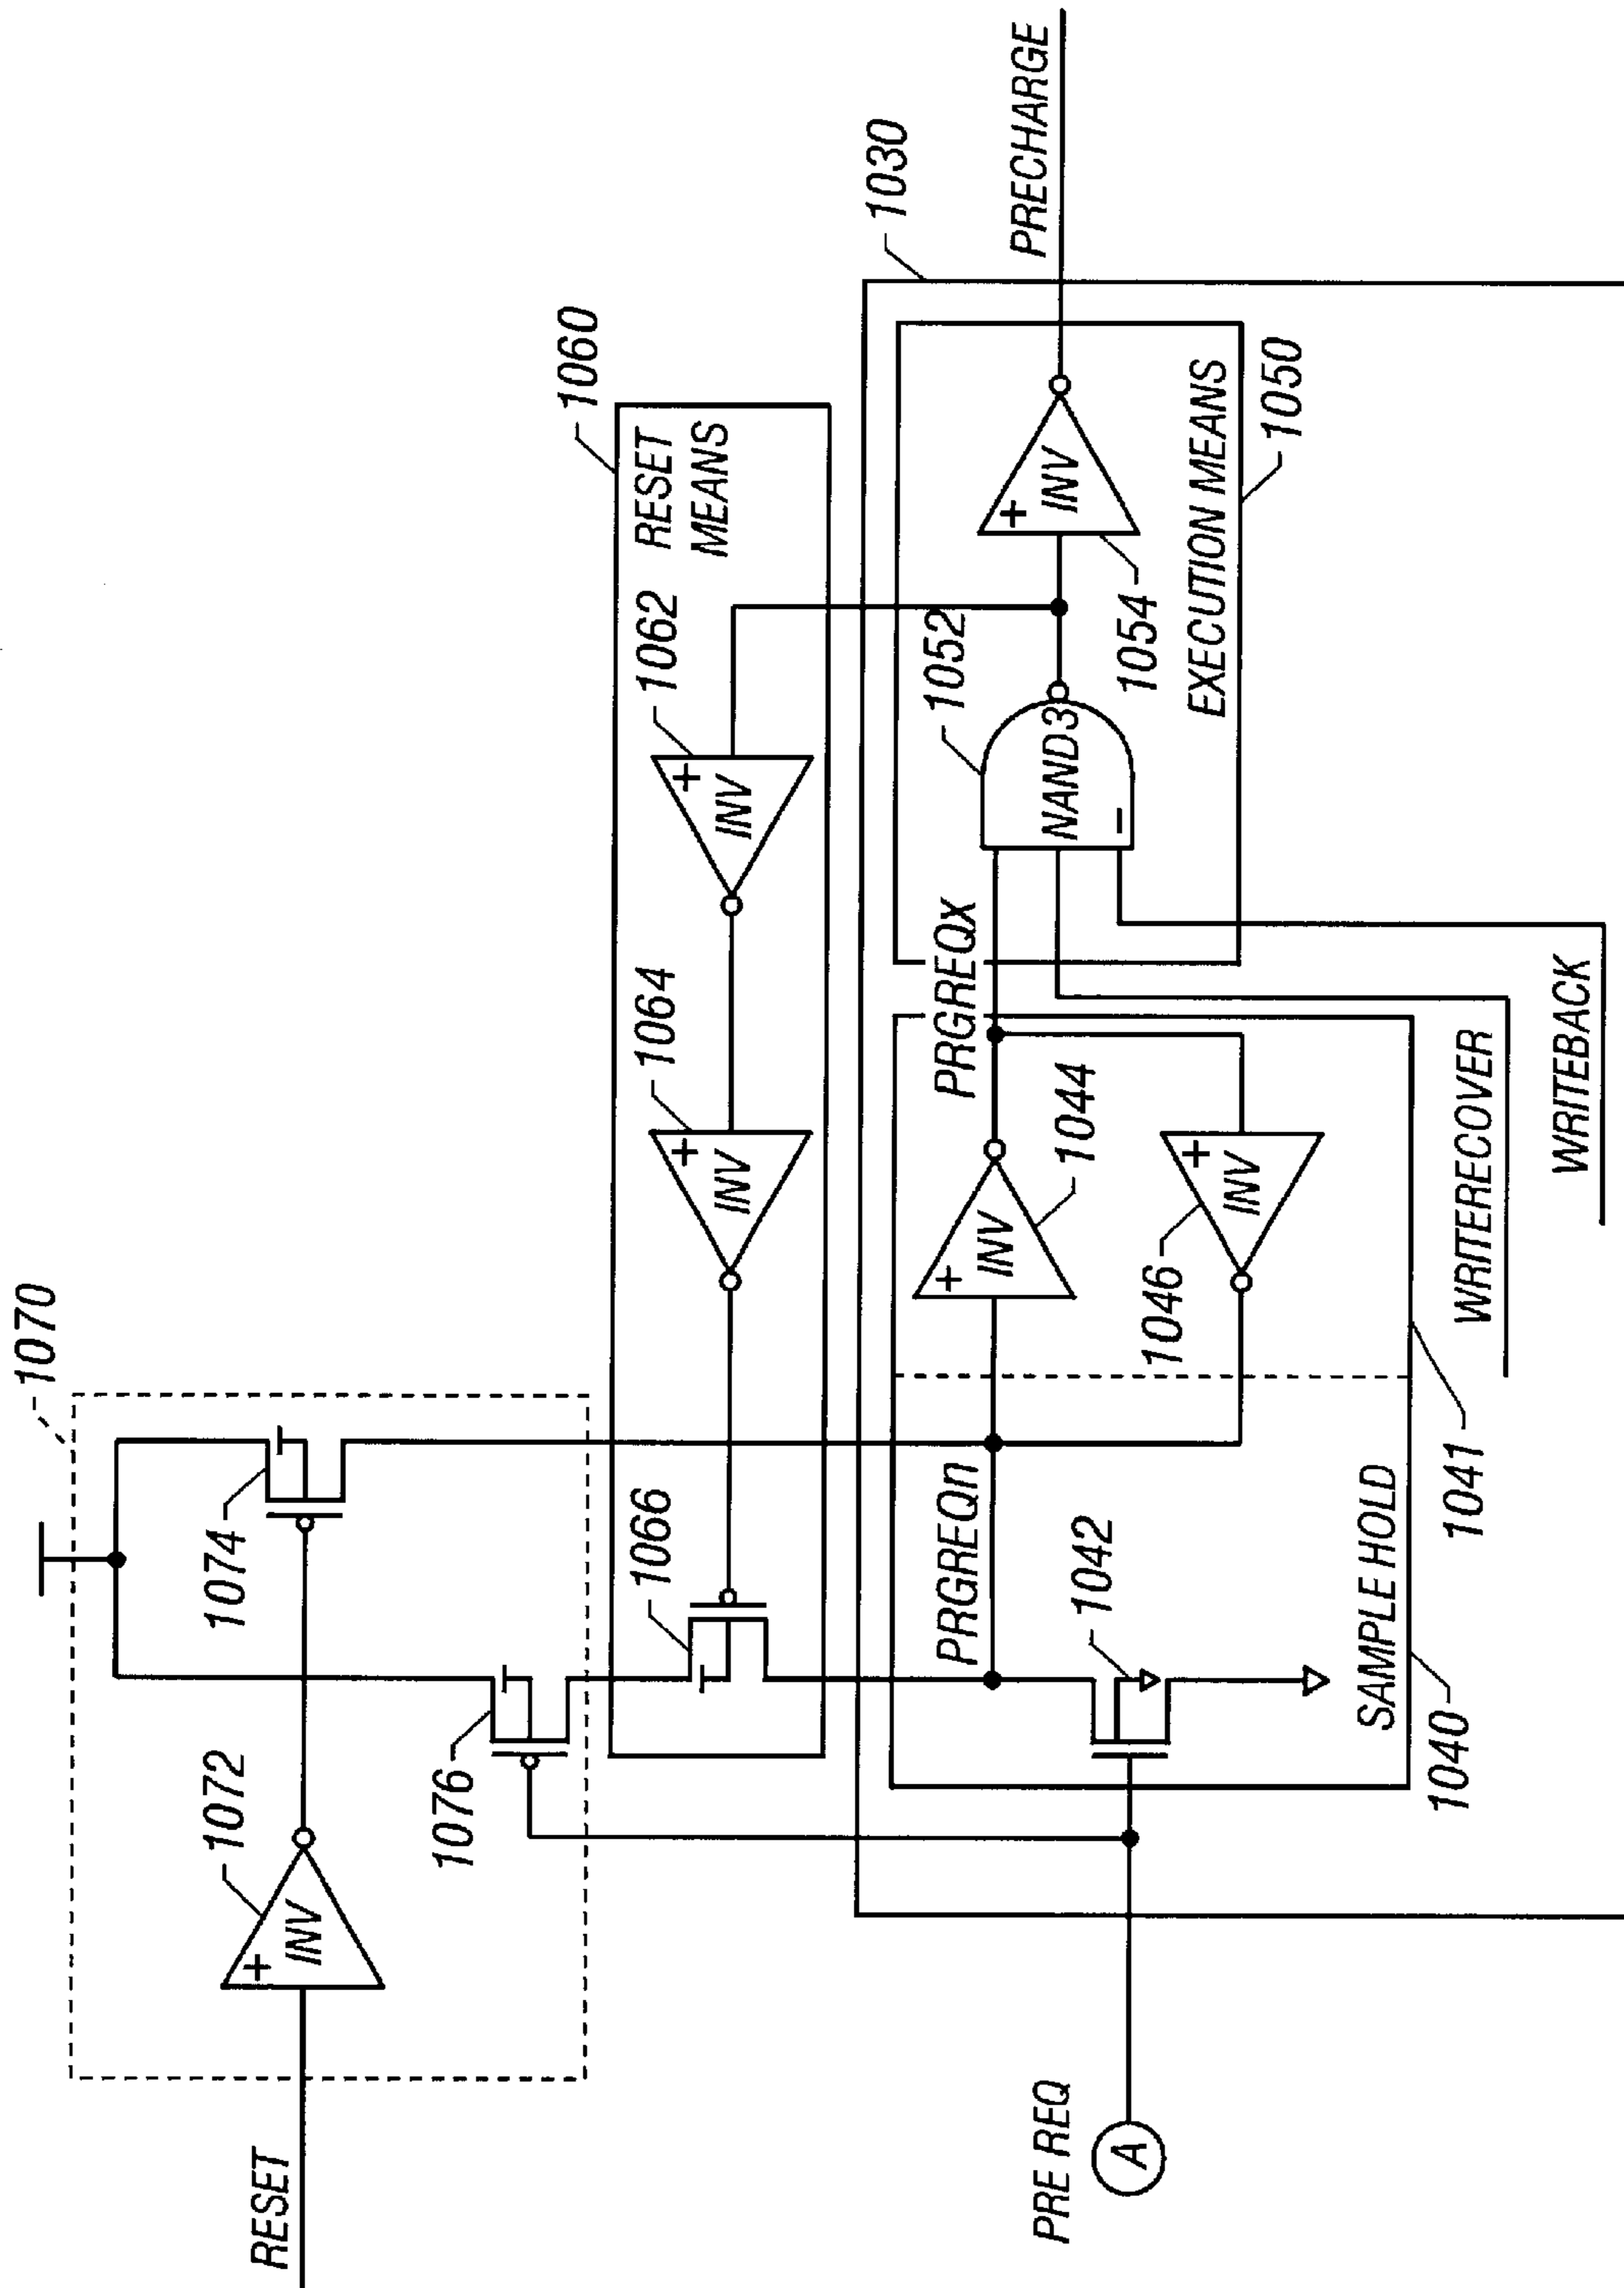 1070
RESET
INV
+
1072
1074
1076
1060
RESET
MEANS
1062
+
INV
1064
+
INV
1066
1030
PRECHARGE
PRE REQ
A
PRGREQn
1042
SAMPLE HOLD
1040
1041
+
INV
1044
+
INV
1046
PRGREQX
1052
NAND3
–
+
INV
1054
EXECUTION MEANS
1050
WRITERECOVER
WRITEBACK